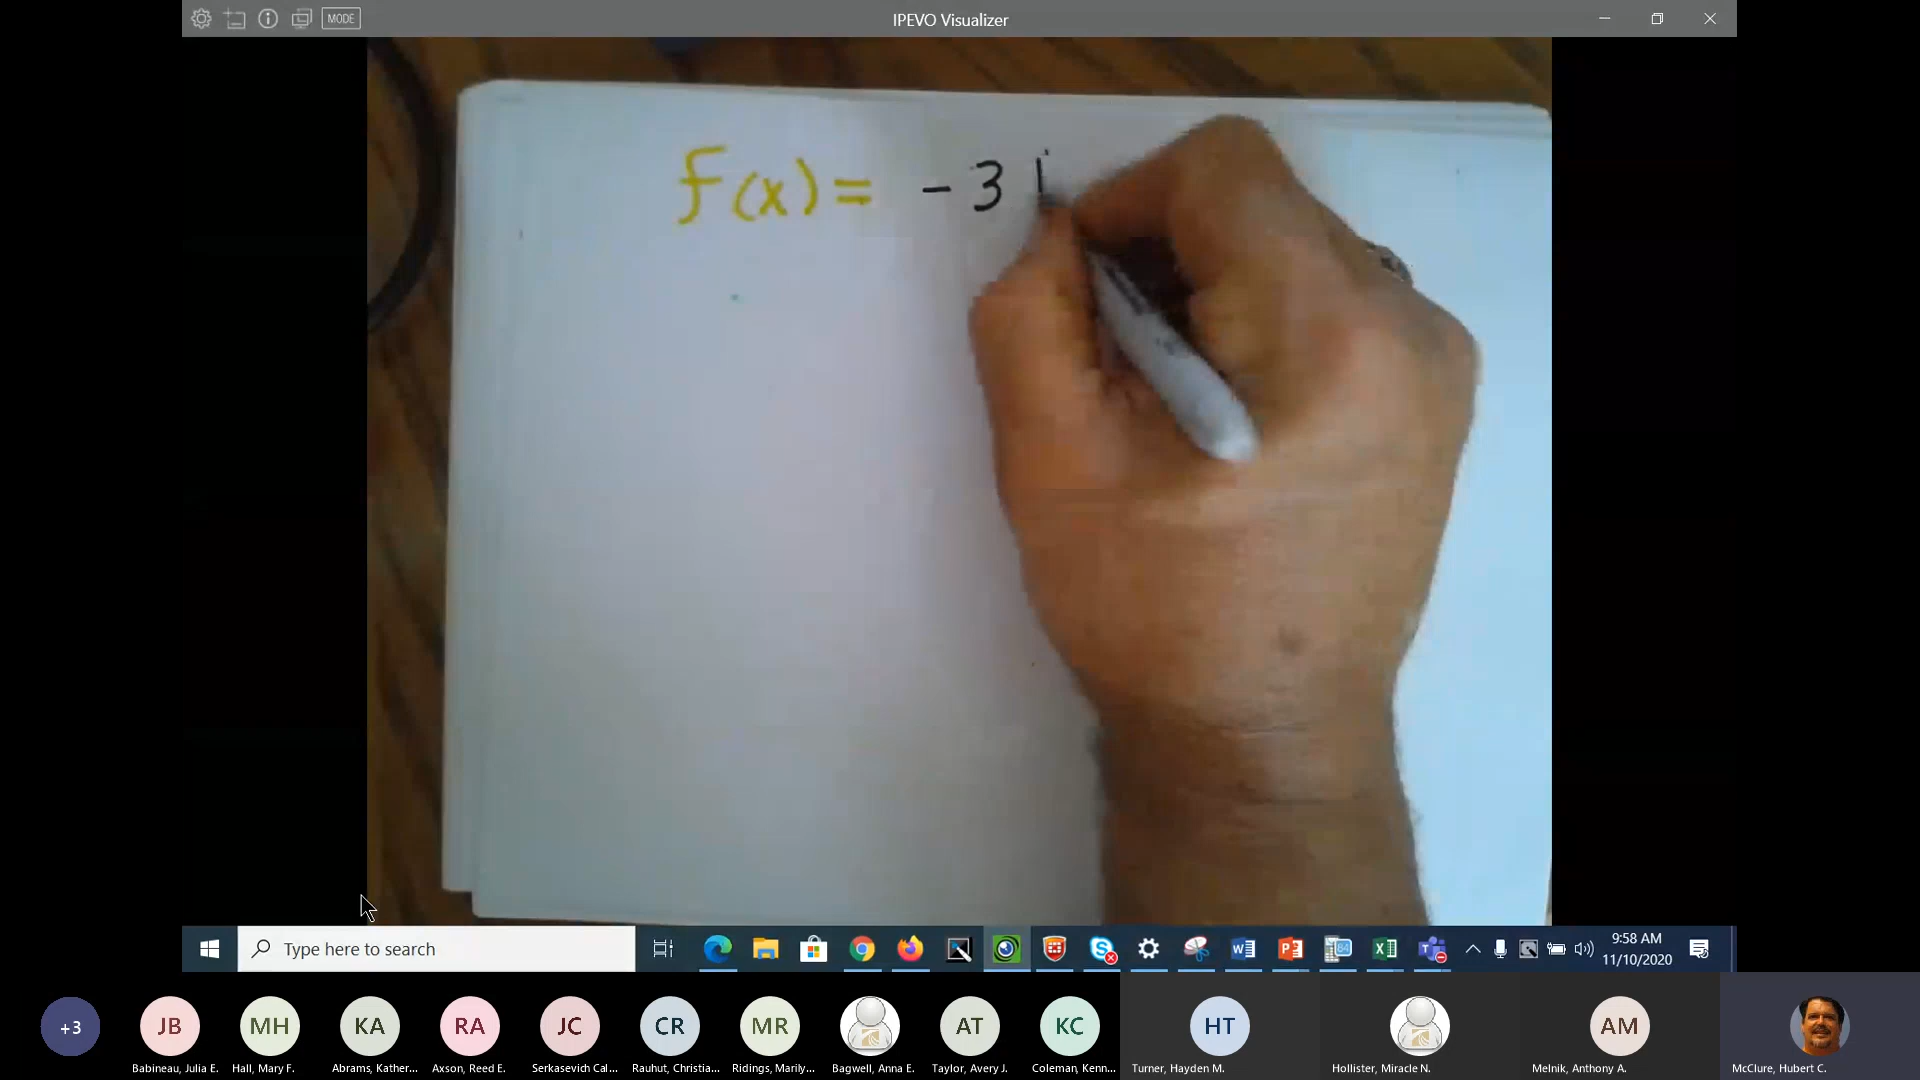 MODE
IPEVO Visualizer
f(x) = -3
Type here to search
9:58 AM
11/10/2020
+3
JB
MH
KA
RA
JC
CR
MR
AT
KC
HT
AM
Babineau, Julia E.
Hall, Mary F.
Abrams, Kather...
Axson, Reed E.
Serkasevich Cal...
Rauhut, Christia...
Ridings, Marily...
Bagwell, Anna E.
Taylor, Avery J.
Coleman, Kenn...
Turner, Hayden M.
Hollister, Miracle N.
Melnik, Anthony A.
McClure, Hubert C.